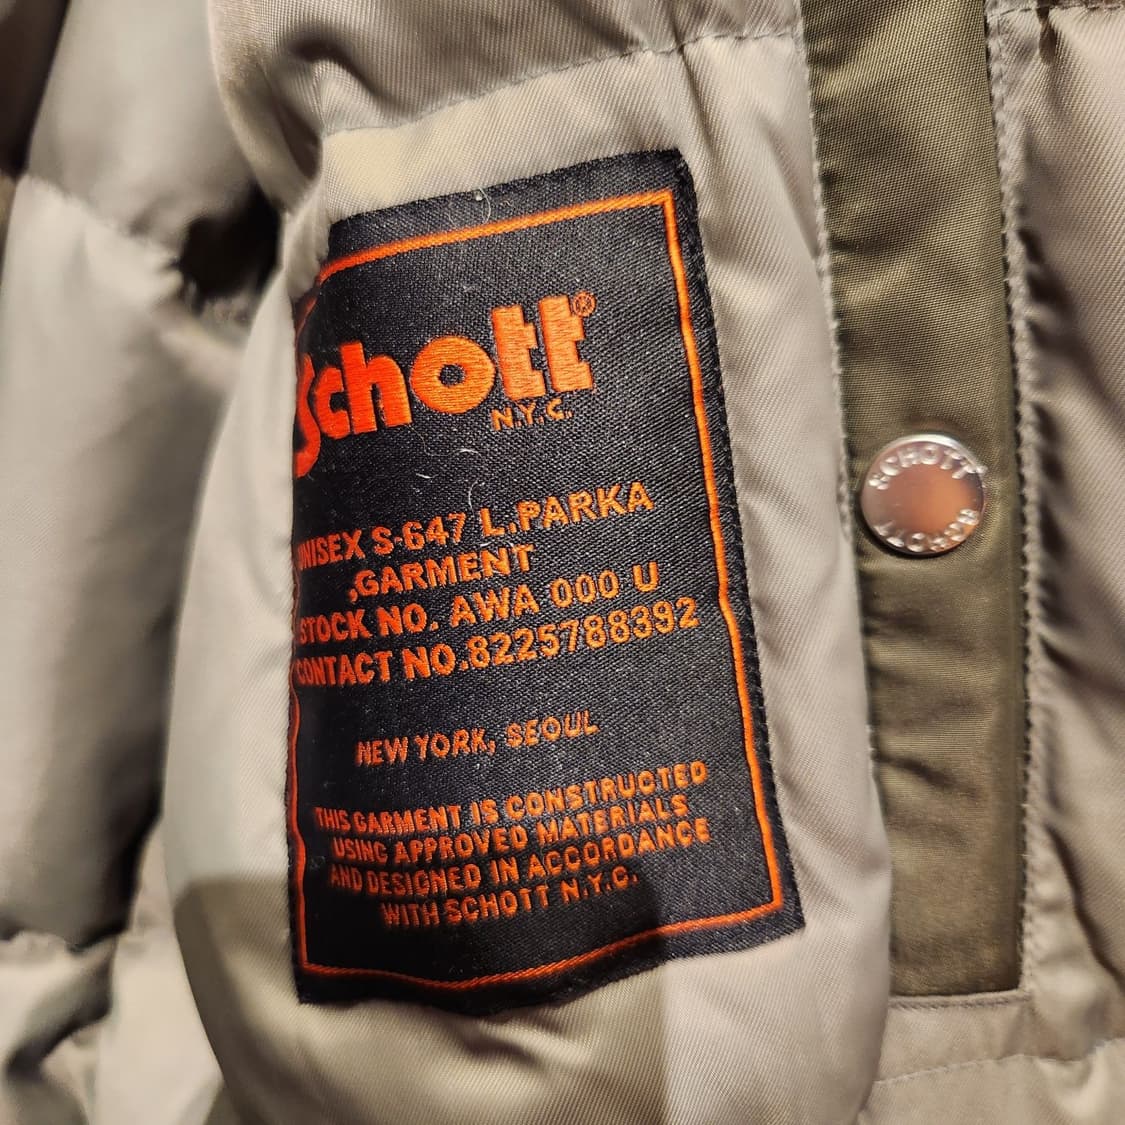 Schott®
N.Y.C.
UNISEX S-647 L.PARKA
,GARMENT
STOCK NO. AWA 000 U
CONTACT NO.8225788392
NEW YORK, SEOUL
THIS GARMENT IS CONSTRUCTED
USING APPROVED MATERIALS
AND DESIGNED IN ACCORDANCE
WITH SCHOTT N.Y.C.
SCHOTT
SCHOTT